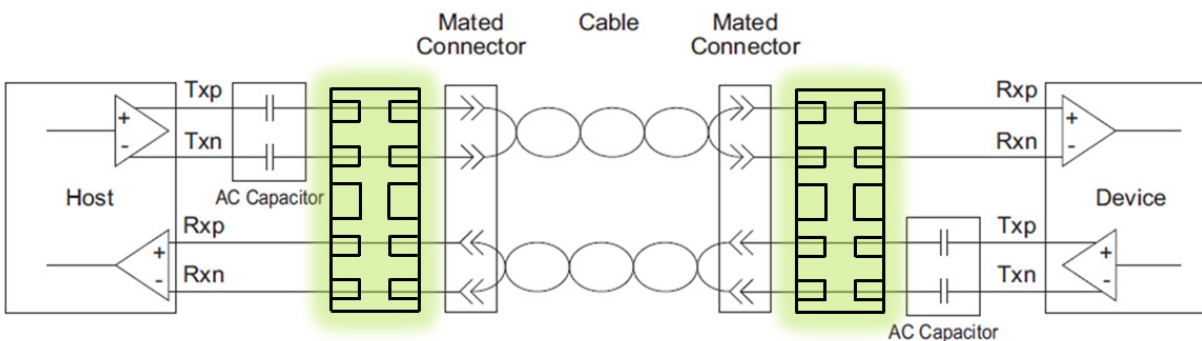 Mated
Connector
Cable
Mated
Connector
Txp
Txn
+
-
AC Capacitor
Host
Rxp
Rxn
+
-
Rxp
Rxn
+
-
Device
Txp
Txn
+
-
AC Capacitor